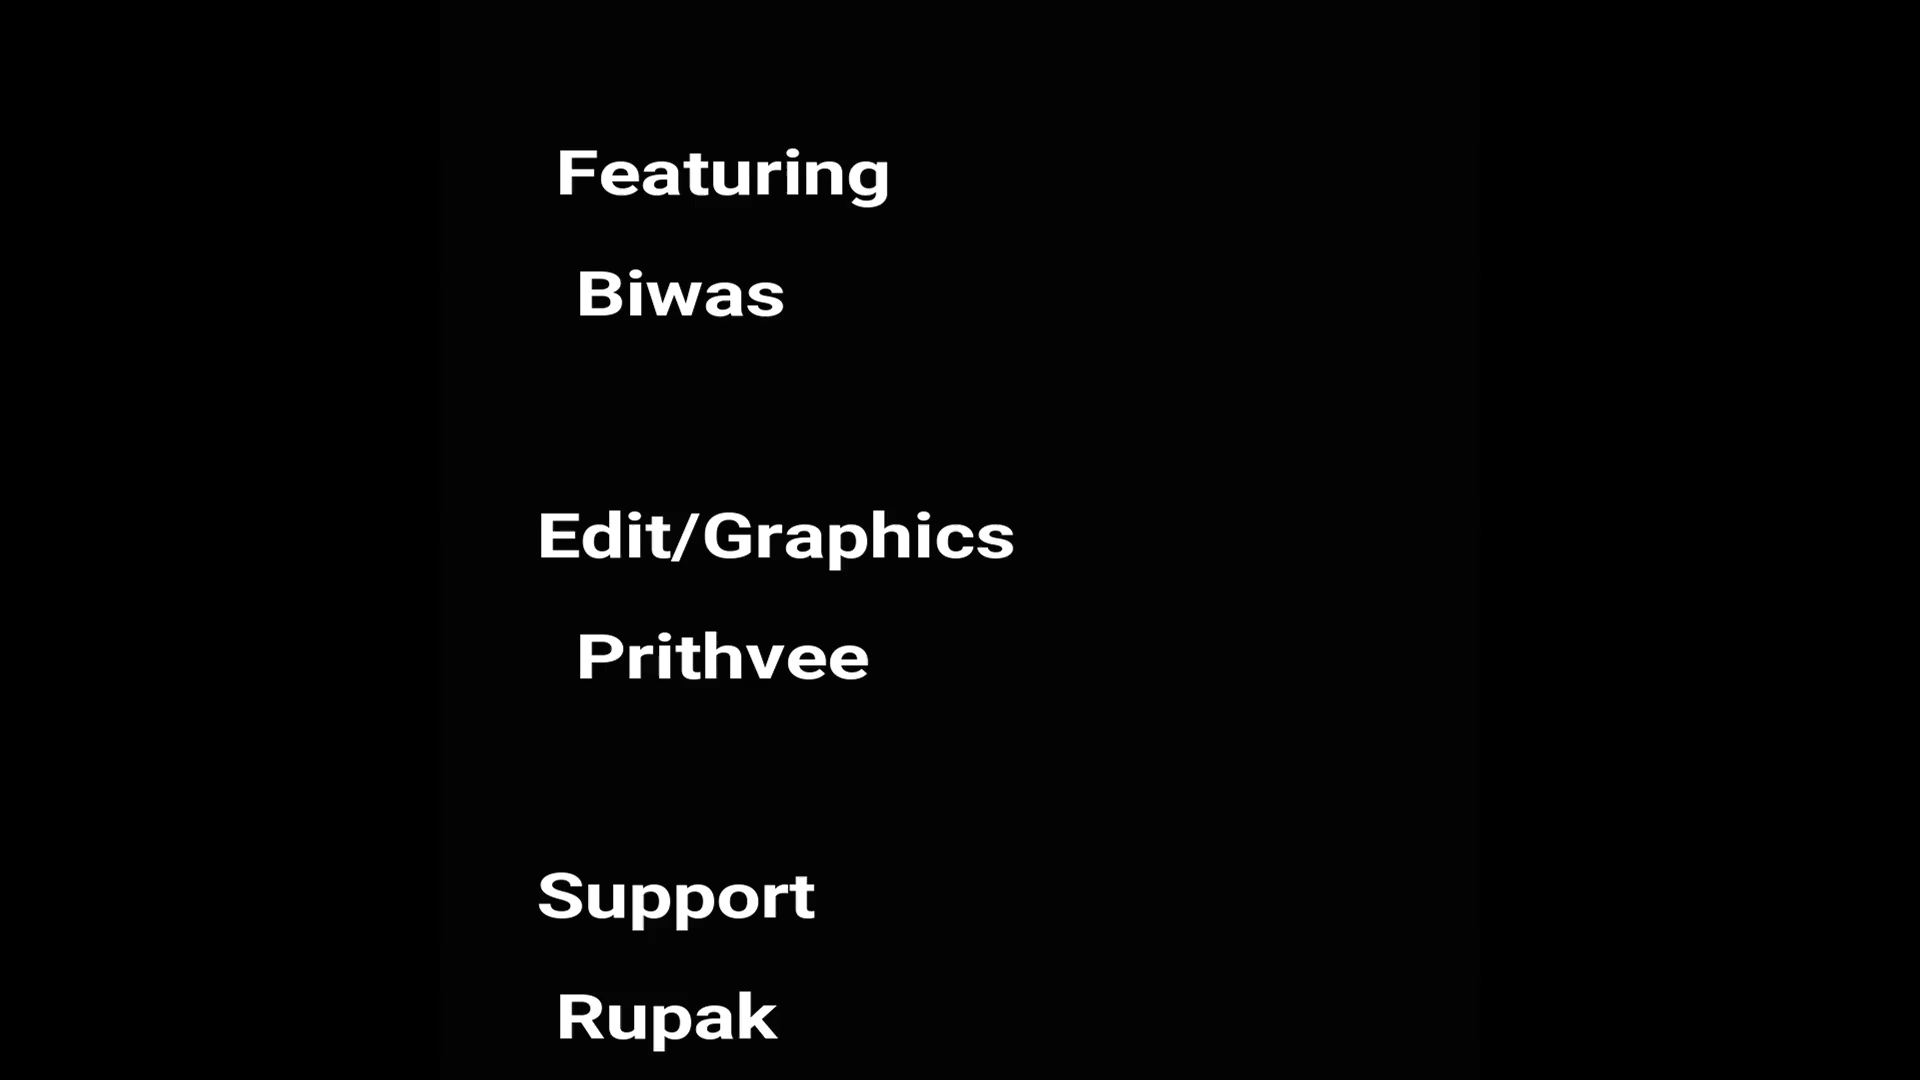 Featuring
Biwas
Edit/Graphics
Prithvee
Support
Rupak